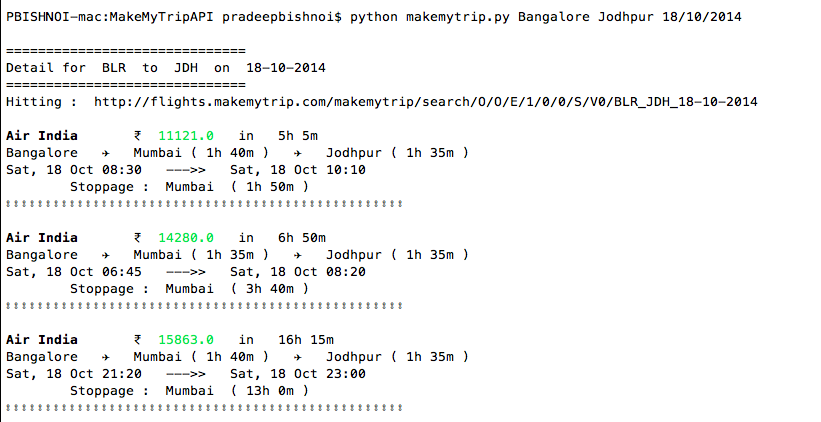 PBISHNOI-mac:MakeMyTripAPI pradeepbishnoi$ python makemytrip.py Bangalore Jodhpur 18/10/2014
==============================
Detail for  BLR  to  JDH  on  18-10-2014
==============================
Hitting :  http://flights.makemytrip.com/makemytrip/search/O/O/E/1/0/0/S/V0/BLR_JDH_18-10-2014
Air India       ₹  11121.0   in   5h 5m
Bangalore   ✈   Mumbai ( 1h 40m )   ✈   Jodhpur ( 1h 35m )
Sat, 18 Oct 08:30   --->>   Sat, 18 Oct 10:10
Stoppage :  Mumbai  ( 1h 50m )
Air India       ₹  14280.0   in   6h 50m
Bangalore   ✈   Mumbai ( 1h 35m )   ✈   Jodhpur ( 1h 35m )
Sat, 18 Oct 06:45   --->>   Sat, 18 Oct 08:20
Stoppage :  Mumbai  ( 3h 40m )
Air India       ₹  15863.0   in   16h 15m
Bangalore   ✈   Mumbai ( 1h 40m )   ✈   Jodhpur ( 1h 35m )
Sat, 18 Oct 21:20   --->>   Sat, 18 Oct 23:00
Stoppage :  Mumbai  ( 13h 0m )